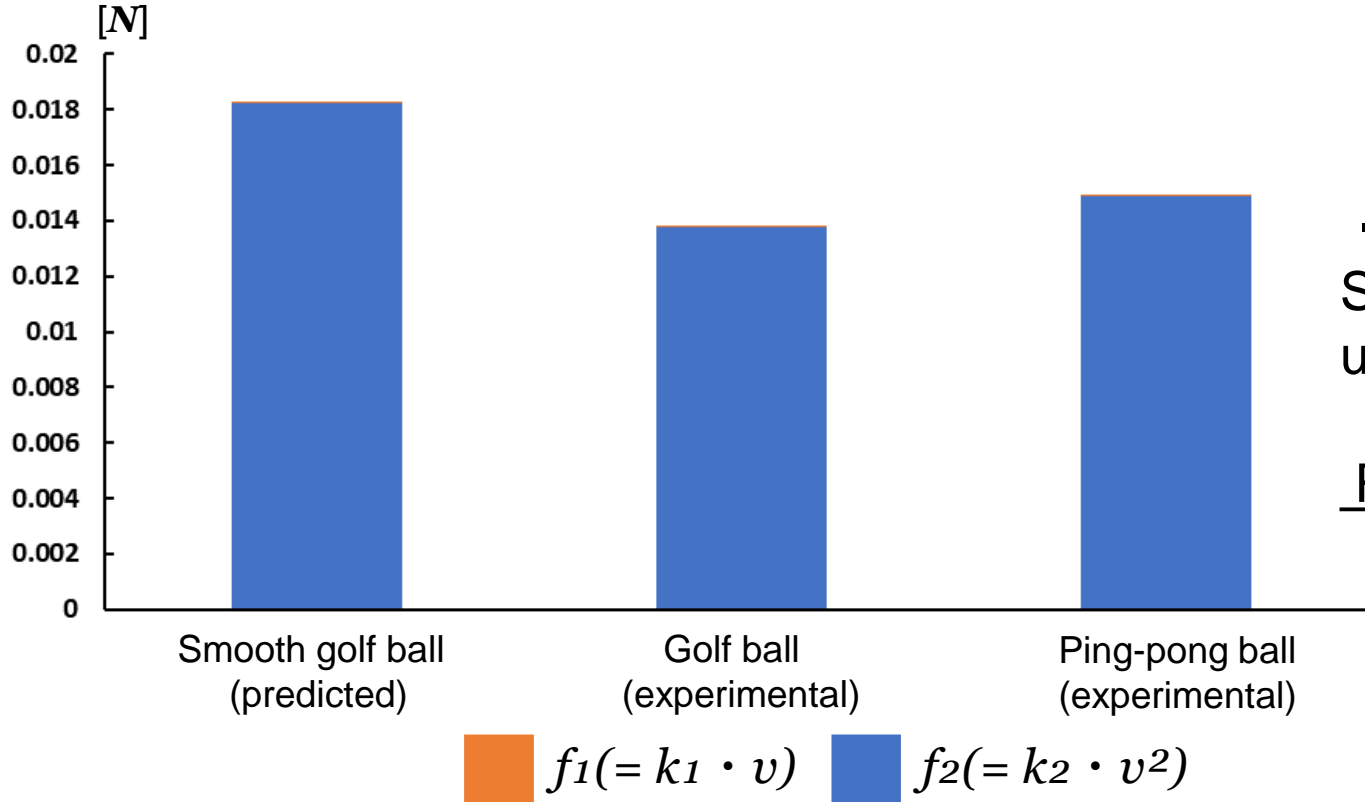 [N]
0.02
0.018
0.016
0.014
0.012
0.01
0.008
0.006
0.004
0.002
0
Smooth golf ball
(predicted)
Golf ball
(experimental)
Ping-pong ball
(experimental)
f1(= k1・v)
f2(= k2・v²)